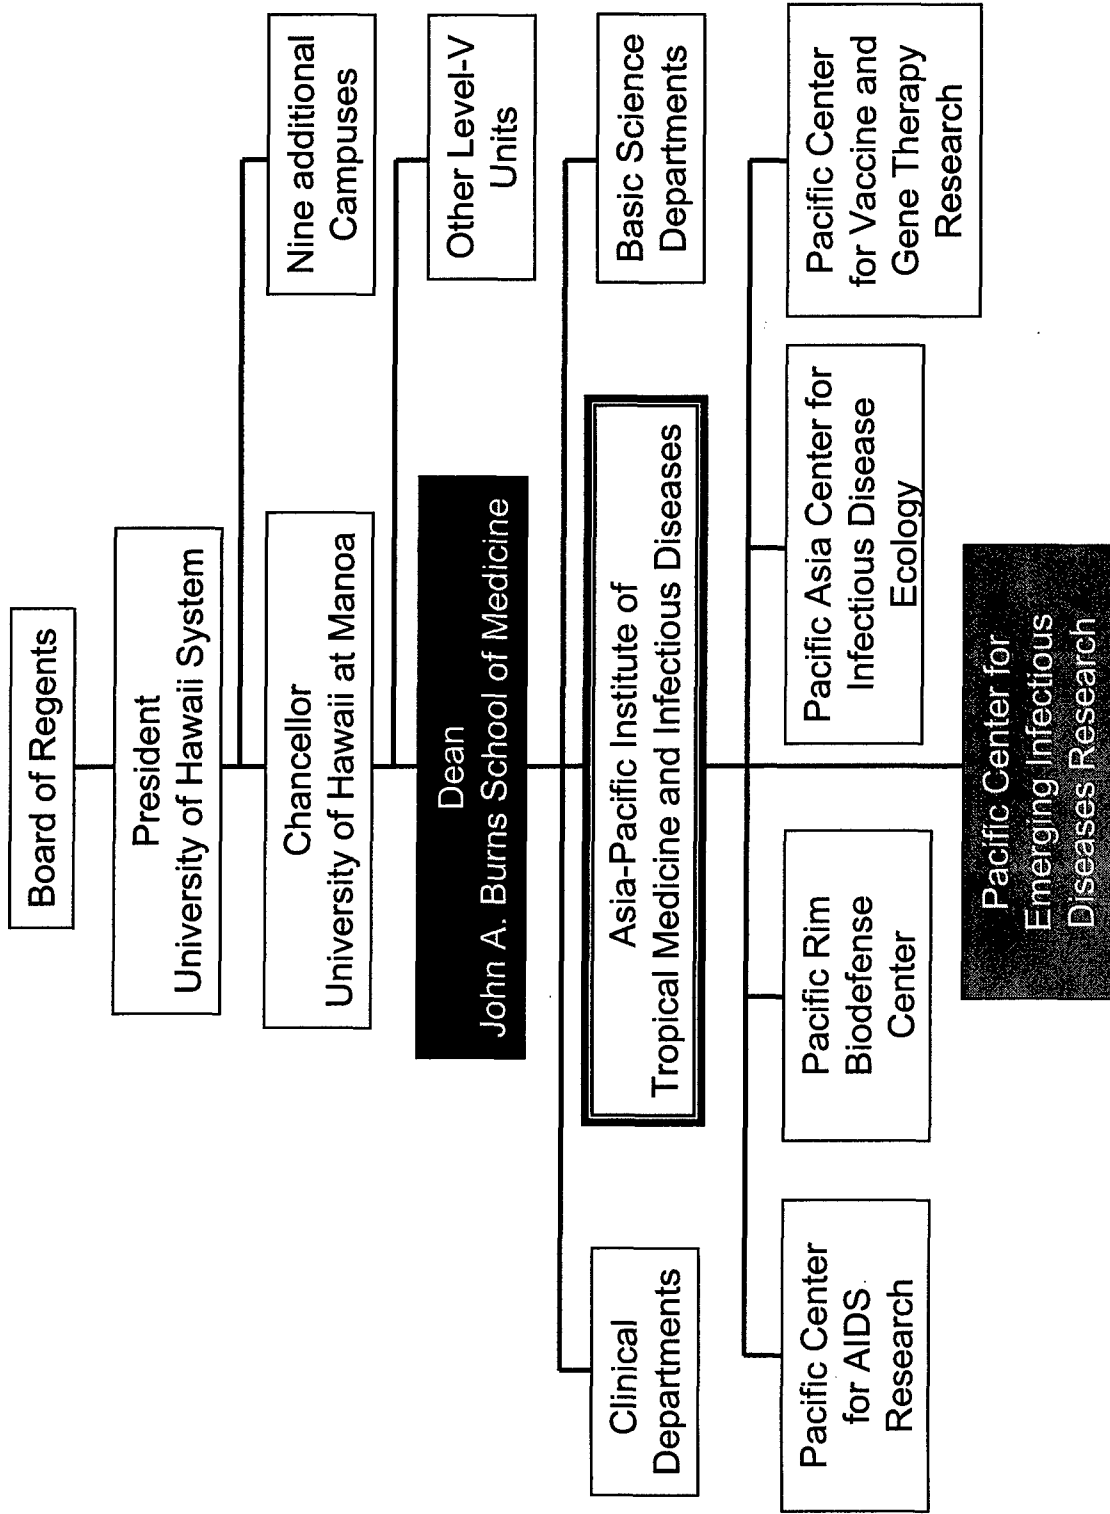 Board of Regents
President
University of Hawaii System
Nine additional
Campuses
Chancellor
University of Hawaii at Manoa
Other Level-V
Units
Dean
John A. Burns School of Medicine
Clinical
Departments
Asia-Pacific Institute of
Tropical Medicine and Infectious Diseases
Basic Science
Departments
Pacific Center
for AIDS
Research
Pacific Rim
Biodefense
Center
Pacific Asia Center for
Infectious Disease
Ecology
Pacific Center
for Vaccine and
Gene Therapy
Research
Pacific Center for
Emerging Infectious
Diseases Research